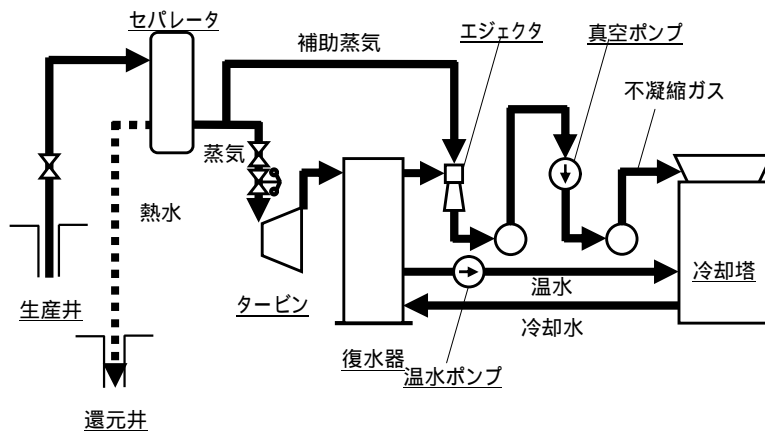 セパレータ
補助蒸気
エジェクタ
真空ポンプ
不凝縮ガス
蒸気
熱水
生産井
還元井
タービン
復水器
温水ポンプ
温水
冷却水
冷却塔